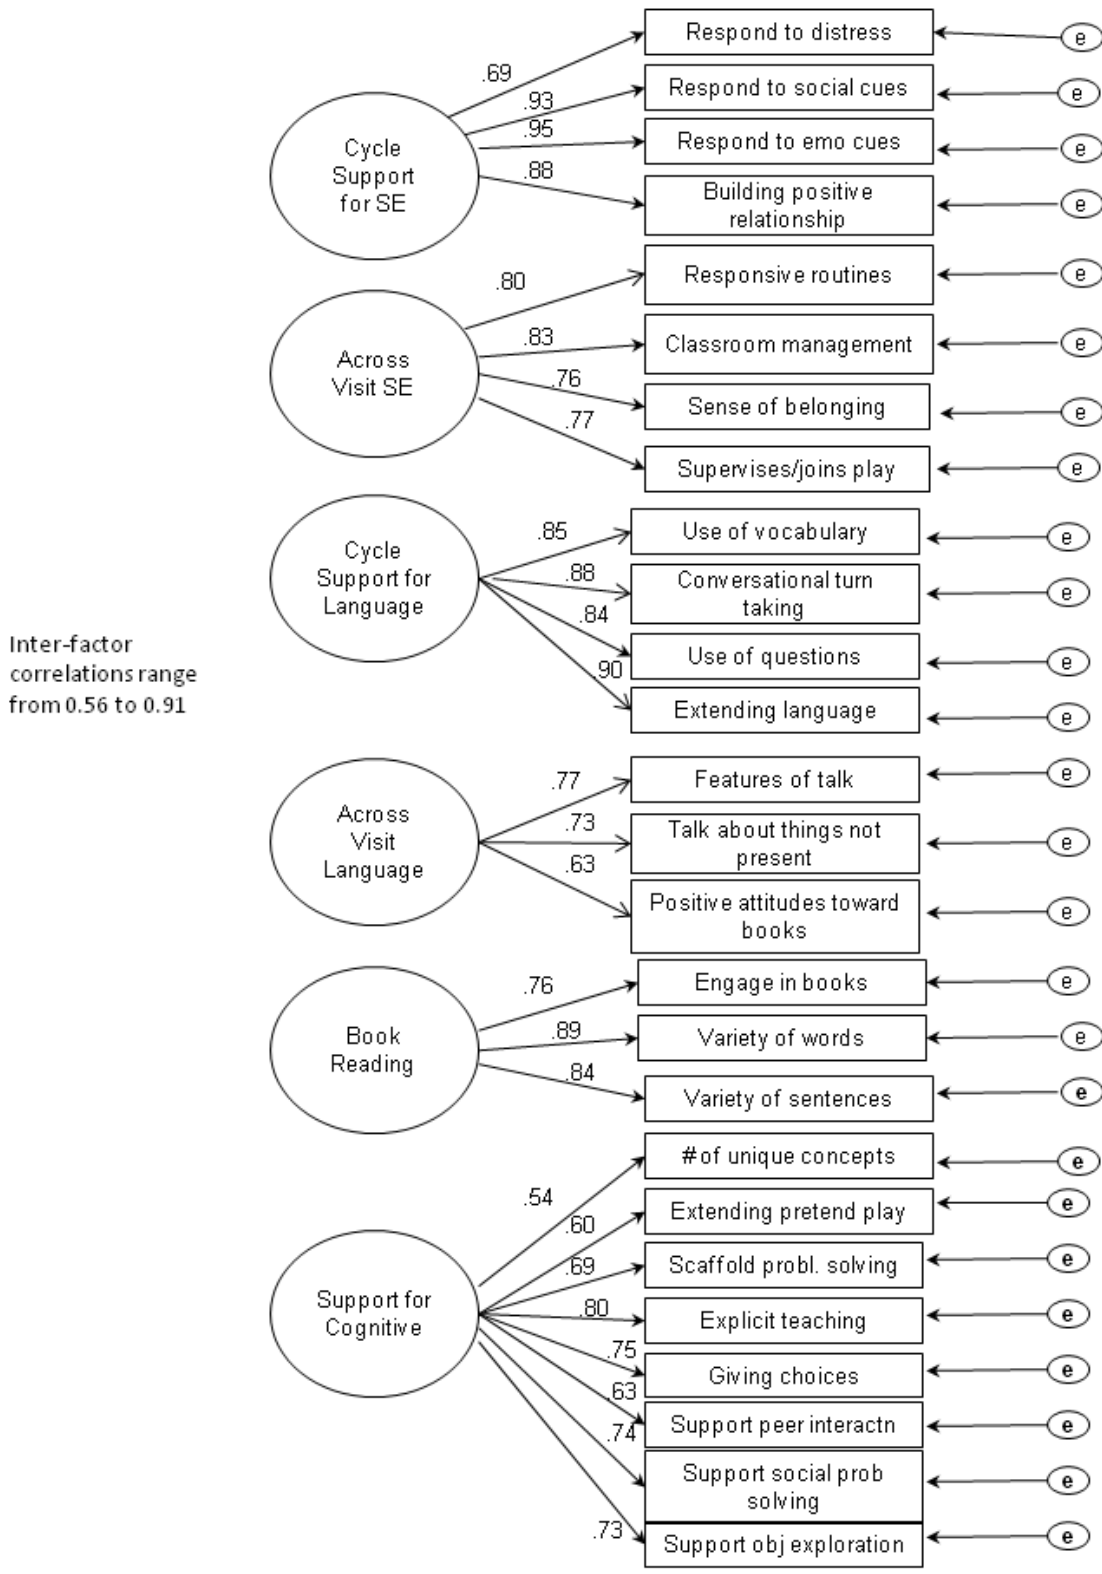 Respond to distress
e
.69
.93
Respond to social cues
e
.95
Respond to emo cues
e
Cycle
Support
for SE
.88
Building positive
relationship
e
.80
Responsive routines
e
.83
Classroom management
e
Across
Visit SE
.76
Sense of belonging
e
.77
Supervises/joins play
e
.85
Use of vocabulary
e
Cycle
Support for
Language
.88
Conversational turn
taking
e
.84
Use of questions
e
.90
Extending language
e
Inter-factor
correlations range
from 0.56 to 0.91
.77
Features of talk
e
Across
Visit
Language
.73
Talk about things not
present
e
.63
Positive attitudes toward
books
e
.76
Engage in books
e
Book
Reading
.89
Variety of words
e
.84
Variety of sentences
e
.54
# of unique concepts
e
.60
Extending pretend play
e
.69
Scaffold probl. solving
e
Support for
Cognitive
.80
Explicit teaching
e
.75
Giving choices
e
.63
Support peer interactn
e
.74
Support social prob
solving
e
.73
Support obj exploration
e